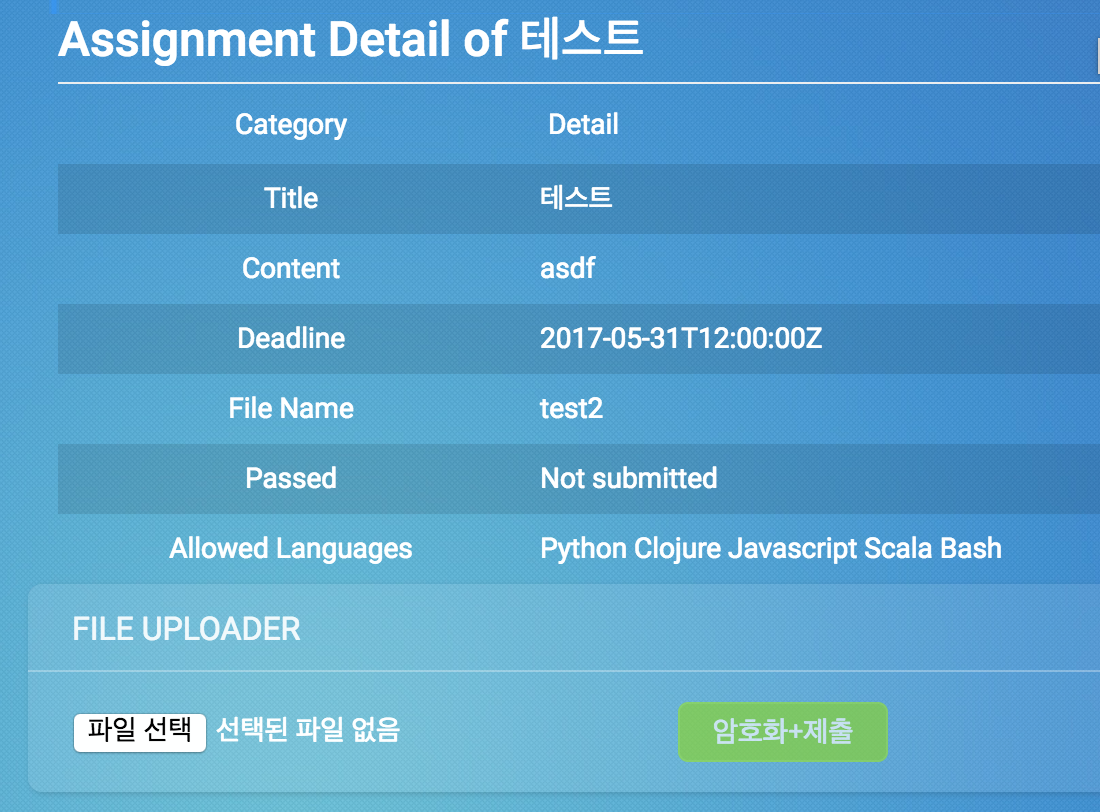 Assignment Detail of 테스트
Category Detail
Title 테스트
Content asdf
Deadline 2017-05-31T12:00:00Z
File Name test2
Passed Not submitted
Allowed Languages Python Clojure Javascript Scala Bash
FILE UPLOADER
파일 선택 선택된 파일 없음 암호화+제출